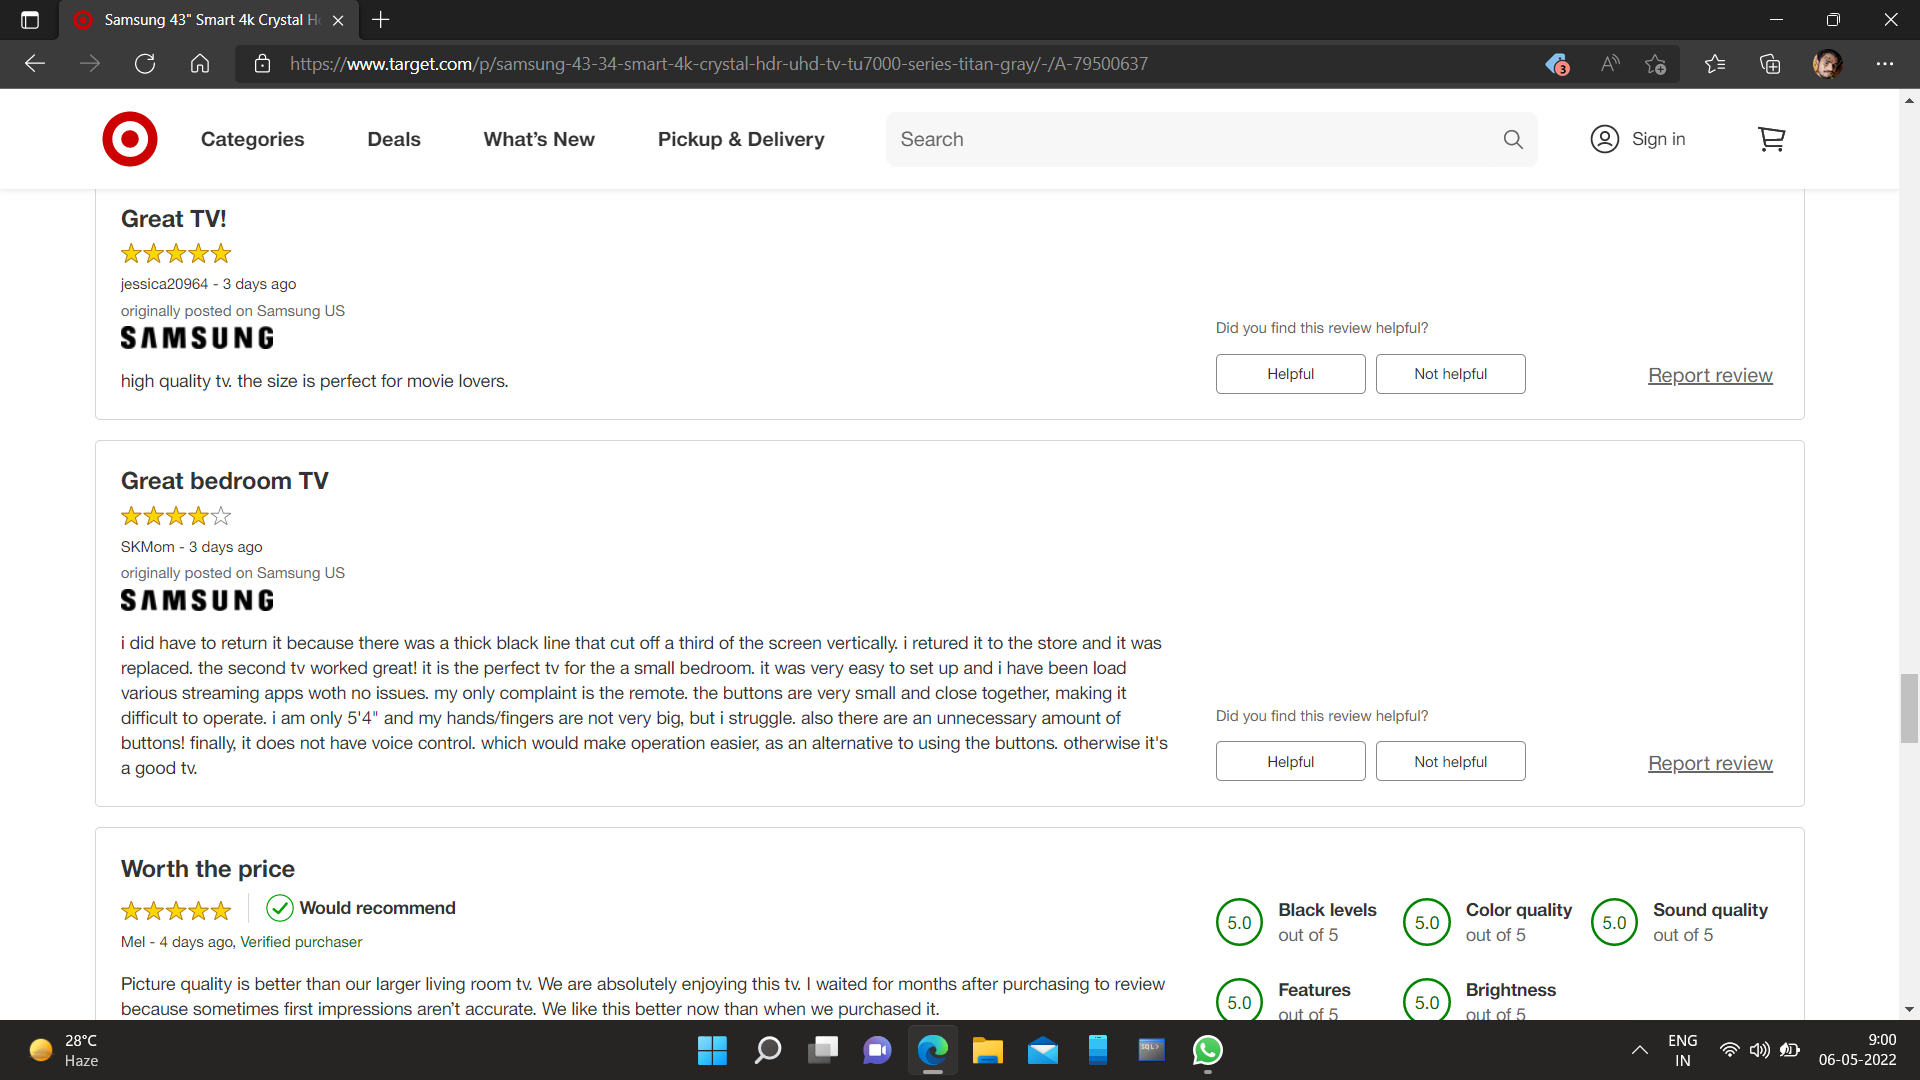 Samsung 43" Smart 4k Crystal H
https://www.target.com/p/samsung-43-34-smart-4k-crystal-hdr-uhd-tv-tu7000-series-titan-gray/-/A-79500637
3
Categories
Deals
What's New
Pickup & Delivery
Search
Sign in
Great TV!
jessica20964 - 3 days ago
originally posted on Samsung US
SAMSUNG
high quality tv. the size is perfect for movie lovers.
Did you find this review helpful?
Helpful
Not helpful
Report review
Great bedroom TV
SKMom - 3 days ago
originally posted on Samsung US
SAMSUNG
i did have to return it because there was a thick black line that cut off a third of the screen vertically. i retured it to the store and it was
replaced. the second tv worked great! it is the perfect tv for the a small bedroom. it was very easy to set up and i have been load
various streaming apps woth no issues. my only complaint is the remote. the buttons are very small and close together, making it
difficult to operate. i am only 5'4" and my hands/fingers are not very big, but i struggle. also there are an unnecessary amount of
buttons! finally, it does not have voice control. which would make operation easier, as an alternative to using the buttons. otherwise it's
a good tv.
Did you find this review helpful?
Helpful
Not helpful
Report review
Worth the price
Would recommend
Mel - 4 days ago, Verified purchaser
Picture quality is better than our larger living room tv. We are absolutely enjoying this tv. I waited for months after purchasing to review
because sometimes first impressions aren't accurate. We like this better now than when we purchased it.
5.0 Black levels
out of 5
5.0 Color quality
out of 5
5.0 Sound quality
out of 5
5.0 Features
out of 5
5.0 Brightness
out of 5
28°C
Haze
SQL>
ENG
IN
9:00
06-05-2022